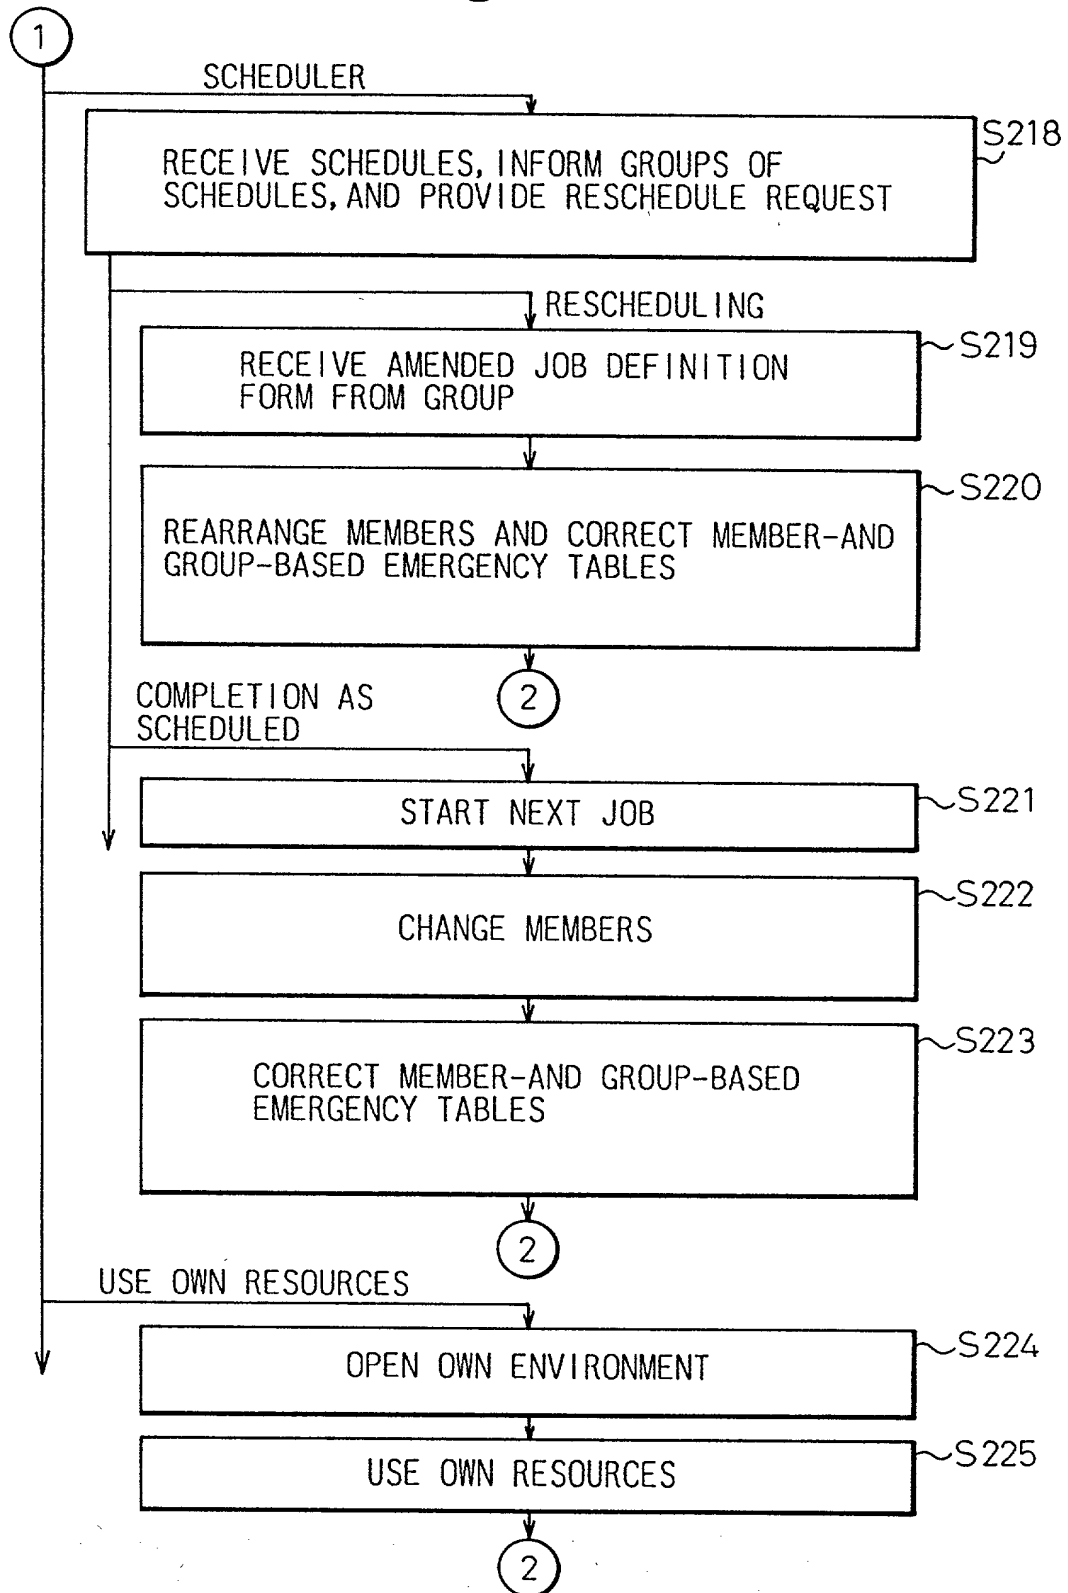 1
SCHEDULER
S218
RECEIVE SCHEDULES, INFORM GROUPS OF
SCHEDULES, AND PROVIDE RESCHEDULE REQUEST
RESCHEDULING
S219
RECEIVE AMENDED JOB DEFINITION
FORM FROM GROUP
S220
REARRANGE MEMBERS AND CORRECT MEMBER-AND
GROUP-BASED EMERGENCY TABLES
2
COMPLETION AS
SCHEDULED
S221
START NEXT JOB
S222
CHANGE MEMBERS
S223
CORRECT MEMBER-AND GROUP-BASED
EMERGENCY TABLES
2
USE OWN RESOURCES
S224
OPEN OWN ENVIRONMENT
S225
USE OWN RESOURCES
2